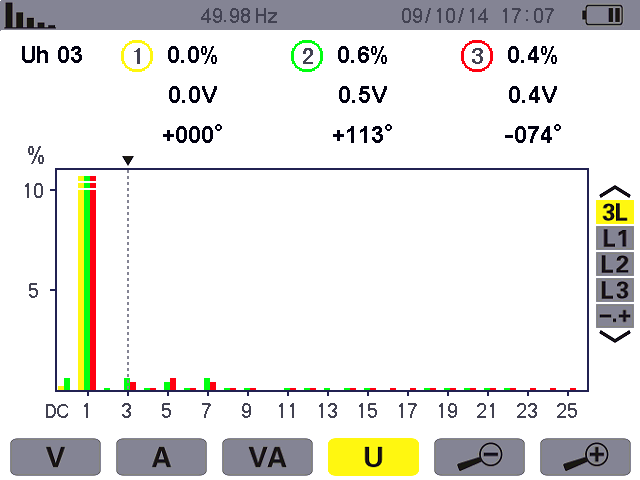 49.98 Hz 09/10/14 17:07
Uh 03 1 0.0% 2 0.6% 3 0.4%
0.0V 0.5V 0.4V
+000° +113° -074°
%
10
5
3L
L1
L2
L3
−.+
DC 1 3 5 7 9 11 13 15 17 19 21 23 25
V A VA U